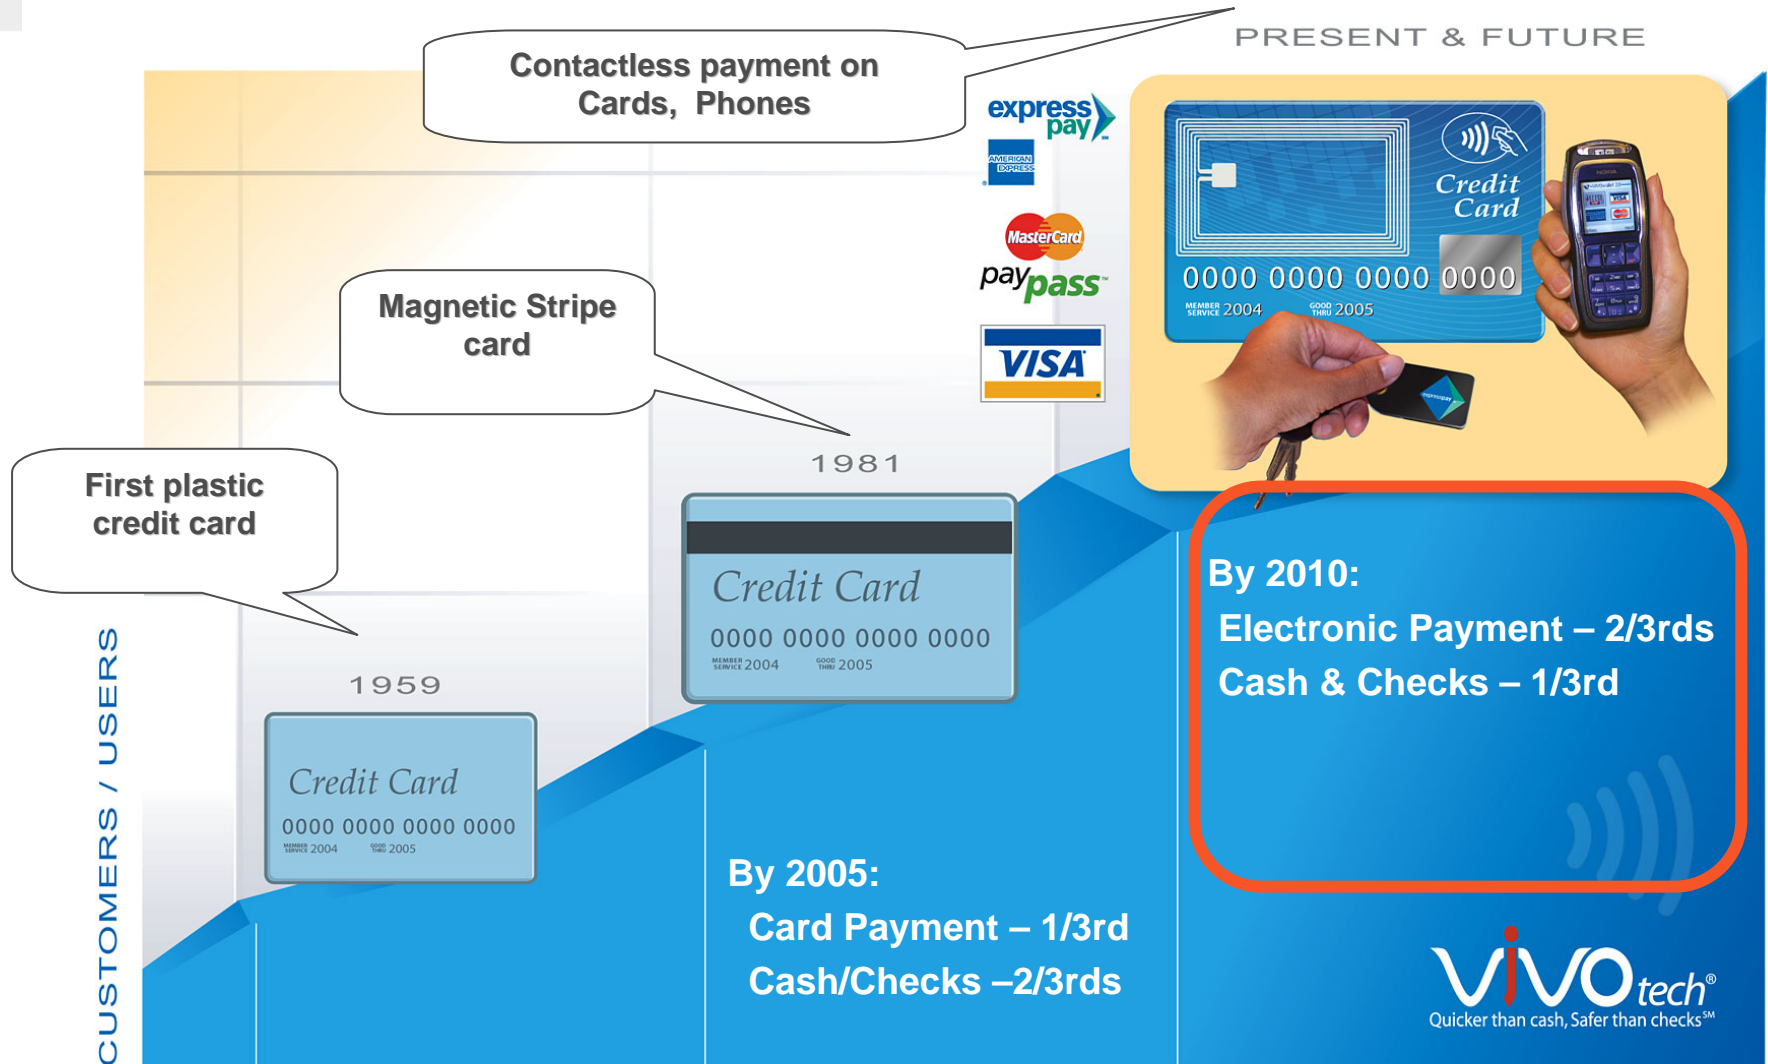 PRESENT & FUTURE
Contactless payment on
Cards, Phones
express
pay
AMERICAN
EXPRESS
MasterCard
paypass™
VISA
Credit
Card
0000 0000 0000 0000
MEMBER
SERVICE 2004
GOOD
THRU 2005
NOKIA
VISA
expresspay
Magnetic Stripe
card
1981
Credit Card
0000 0000 0000 0000
MEMBER
SERVICE 2004
GOOD
THRU 2005
First plastic
credit card
1959
Credit Card
0000 0000 0000 0000
MEMBER
SERVICE 2004
GOOD
THRU 2005
CUSTOMERS / USERS
By 2005:
Card Payment – 1/3rd
Cash/Checks –2/3rds
By 2010:
Electronic Payment – 2/3rds
Cash & Checks – 1/3rd
ViVOtech®
Quicker than cash, Safer than checks℠